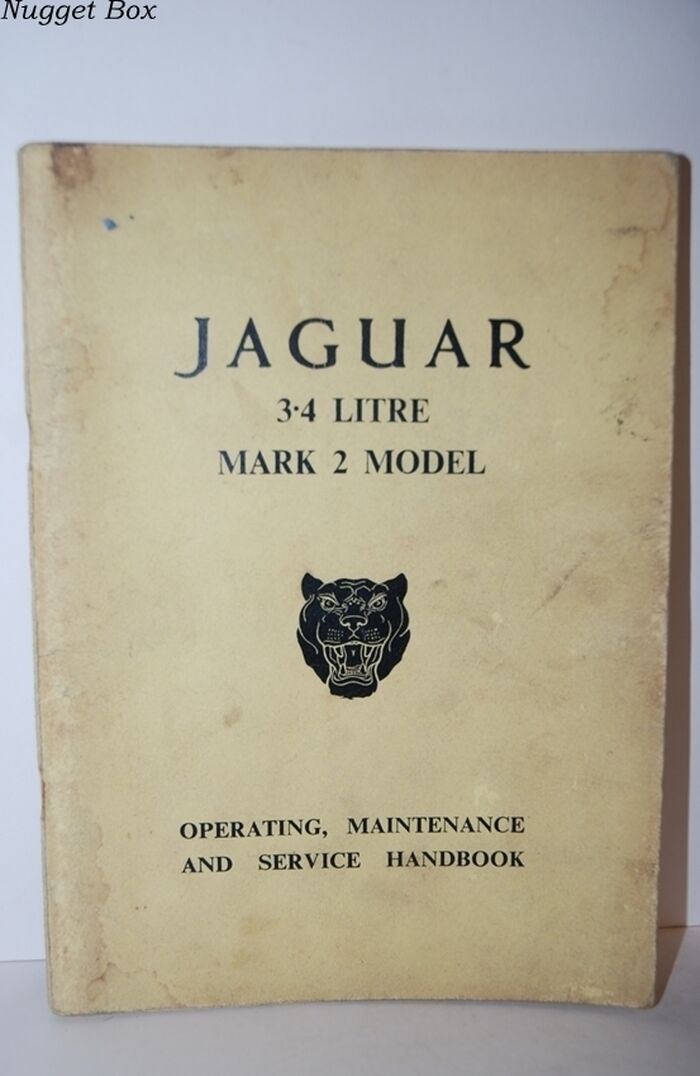 Nugget Box
JAGUAR
3·4 LITRE
MARK 2 MODEL
OPERATING, MAINTENANCE
AND SERVICE HANDBOOK